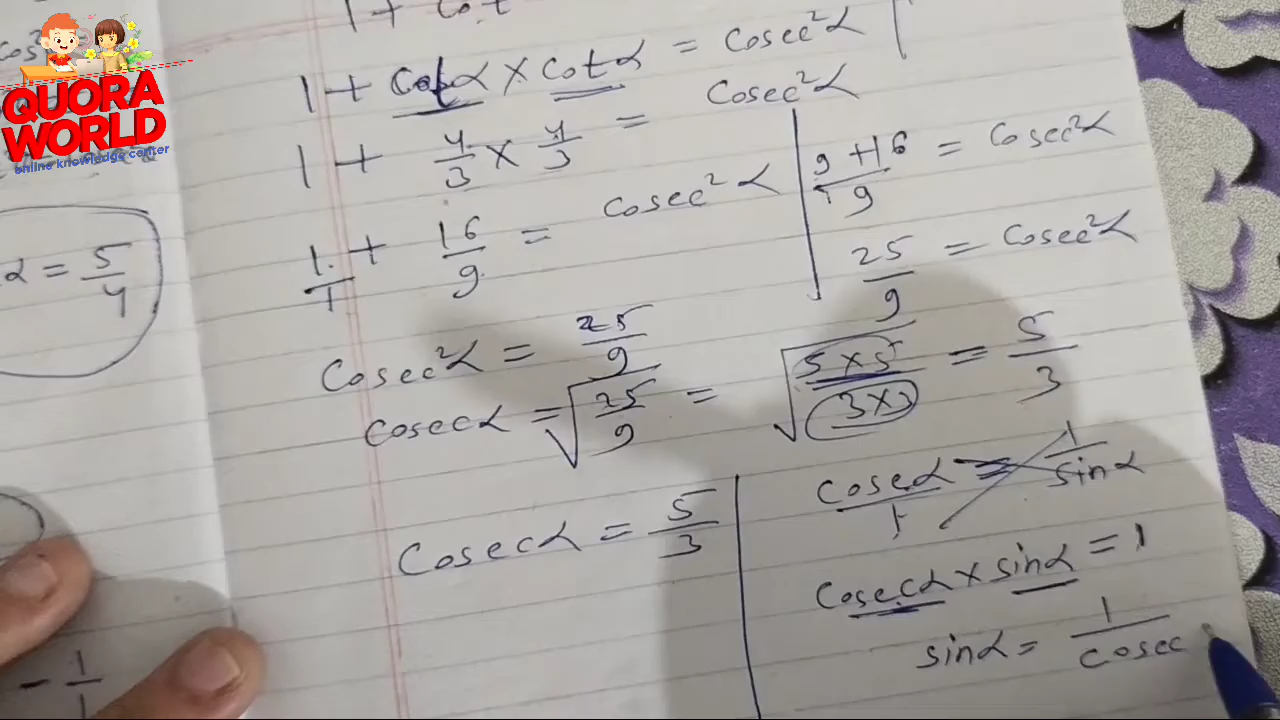 QUORA
WORLD
online knowledge center
1 + cot
1 + cotα × cotα = cosec²α
1 + 4/3 × 4/3 = cosec²α
1/1 + 16/9 = cosec²α
cosec²α = 25/9
cosecα = √25/9 = √5×5/3×3 = 5/3
cosecα = 5/3
9+16/9 = cosec²α
25/9 = cosec²α
cosecα/1 = 1/sinα
cosecα × sinα = 1
sinα = 1/cosec
α = 5/4
- 1/1